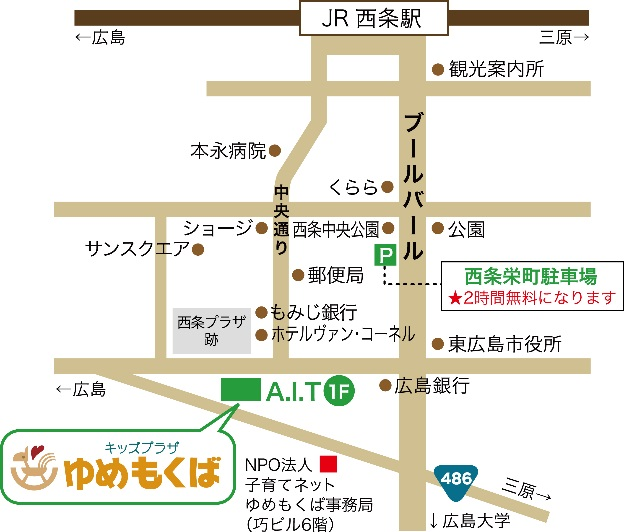 JR 西条駅
←広島
三原→
観光案内所
本永病院
ブールバール
くらら
中央通り
ショージ
西条中央公園
公園
サンスクエア
P
郵便局
西条栄町駐車場
★2時間無料になります
もみじ銀行
西条プラザ
跡
ホテルヴァン・コーネル
東広島市役所
←広島
A.I.T 1F
広島銀行
キッズプラザ
ゆめもくば
NPO法人
子育てネット
ゆめもくば事務局
(巧ビル6階)
486
三原→
↓広島大学